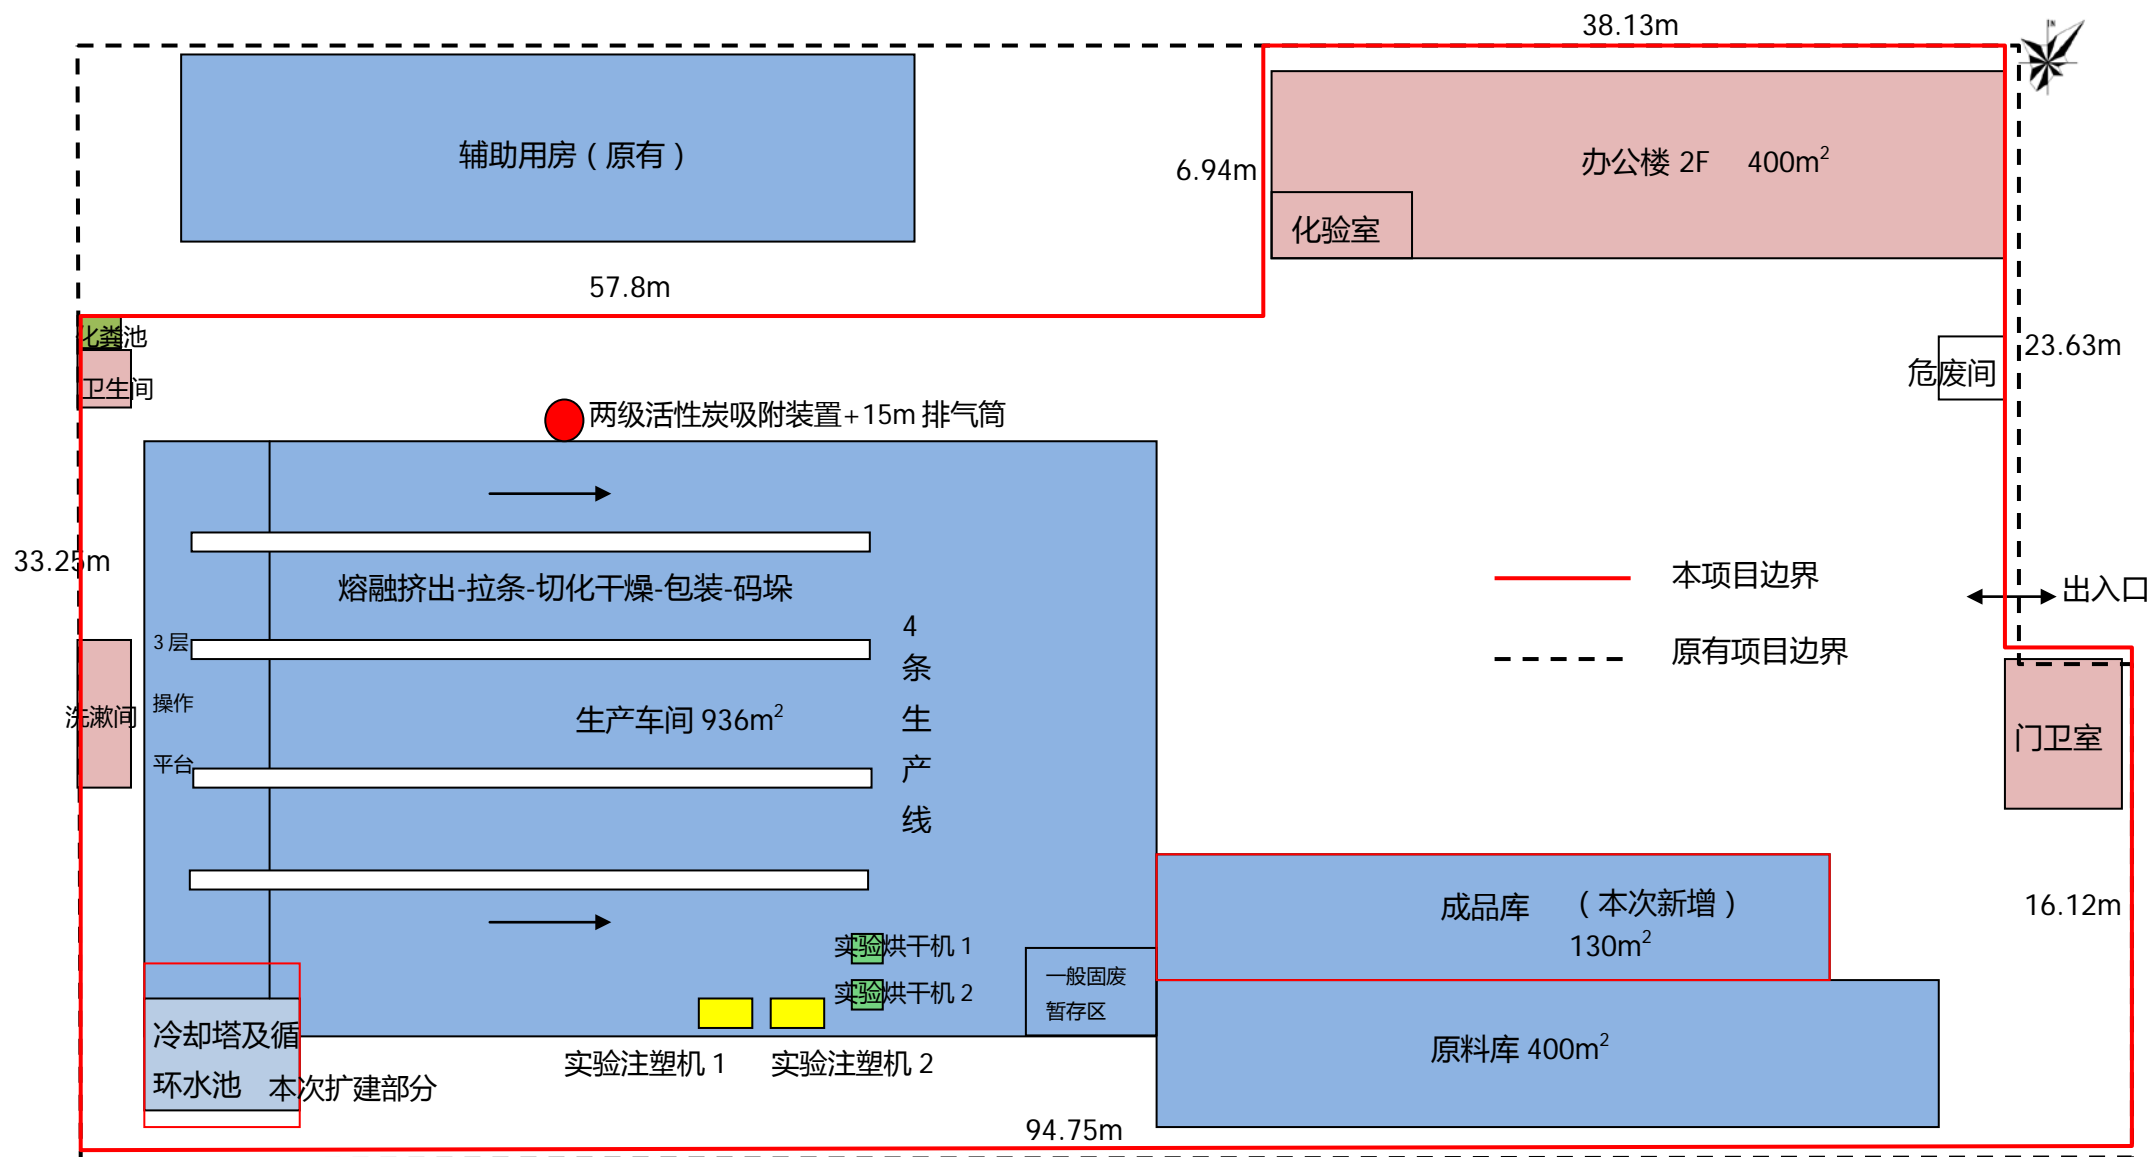 38.13m
N
辅助用房（原有）
6.94m
办公楼 2F 400m²
化验室
57.8m
化粪池
卫生间
23.63m
危废间
两级活性炭吸附装置+15m 排气筒
33.25m
熔融挤出-拉条-切化干燥-包装-码垛
本项目边界
出入口
原有项目边界
3 层
操作
平台
4
条
生
产
线
洗漱间
生产车间 936m²
门卫室
成品库 （本次新增）
130m²
16.12m
实验烘干机 1
实验烘干机 2
一般固废
暂存区
冷却塔及循
环水池
本次扩建部分
实验注塑机 1
实验注塑机 2
原料库 400m²
94.75m